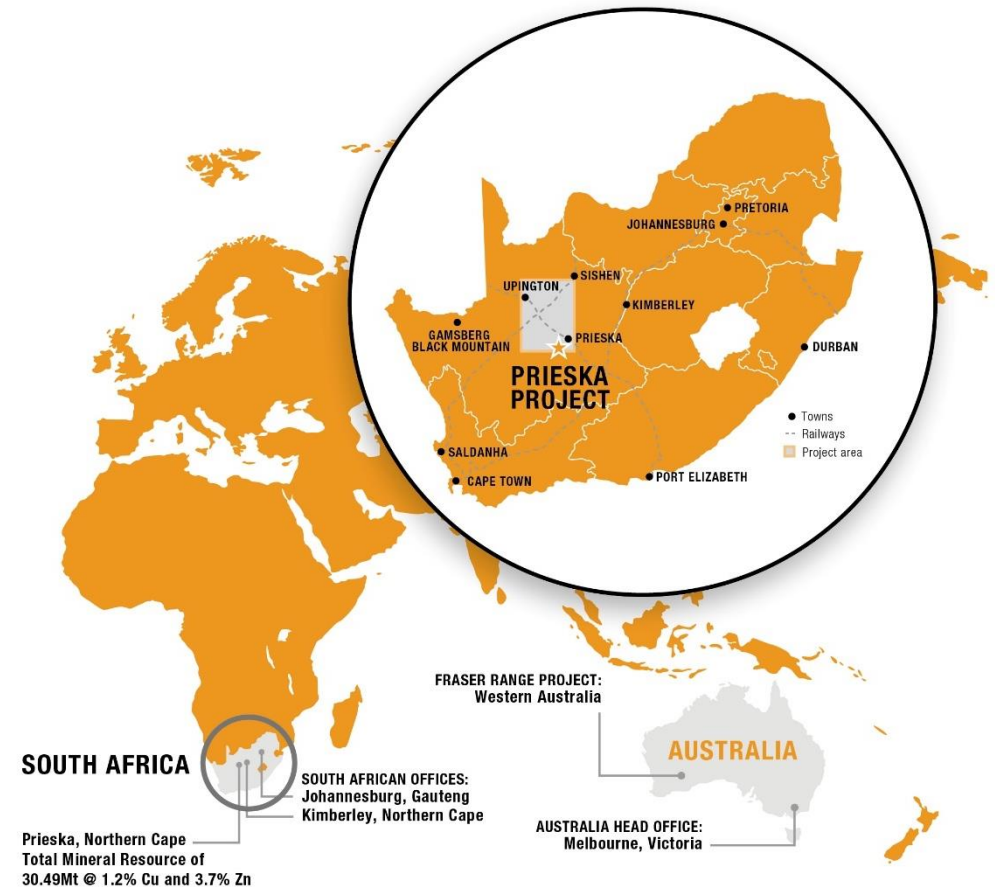 PRETORIA
JOHANNESBURG
SISHEN
UPINGTON
KIMBERLEY
GAMSBERG
BLACK MOUNTAIN
PRIESKA
DURBAN
PRIESKA
PROJECT
Towns
Railways
Project area
SALDANHA
CAPE TOWN
PORT ELIZABETH
FRASER RANGE PROJECT:
Western Australia
AUSTRALIA
SOUTH AFRICA
SOUTH AFRICAN OFFICES:
Johannesburg, Gauteng
Kimberley, Northern Cape
AUSTRALIA HEAD OFFICE:
Melbourne, Victoria
Prieska, Northern Cape
Total Mineral Resource of
30.49Mt @ 1.2% Cu and 3.7% Zn